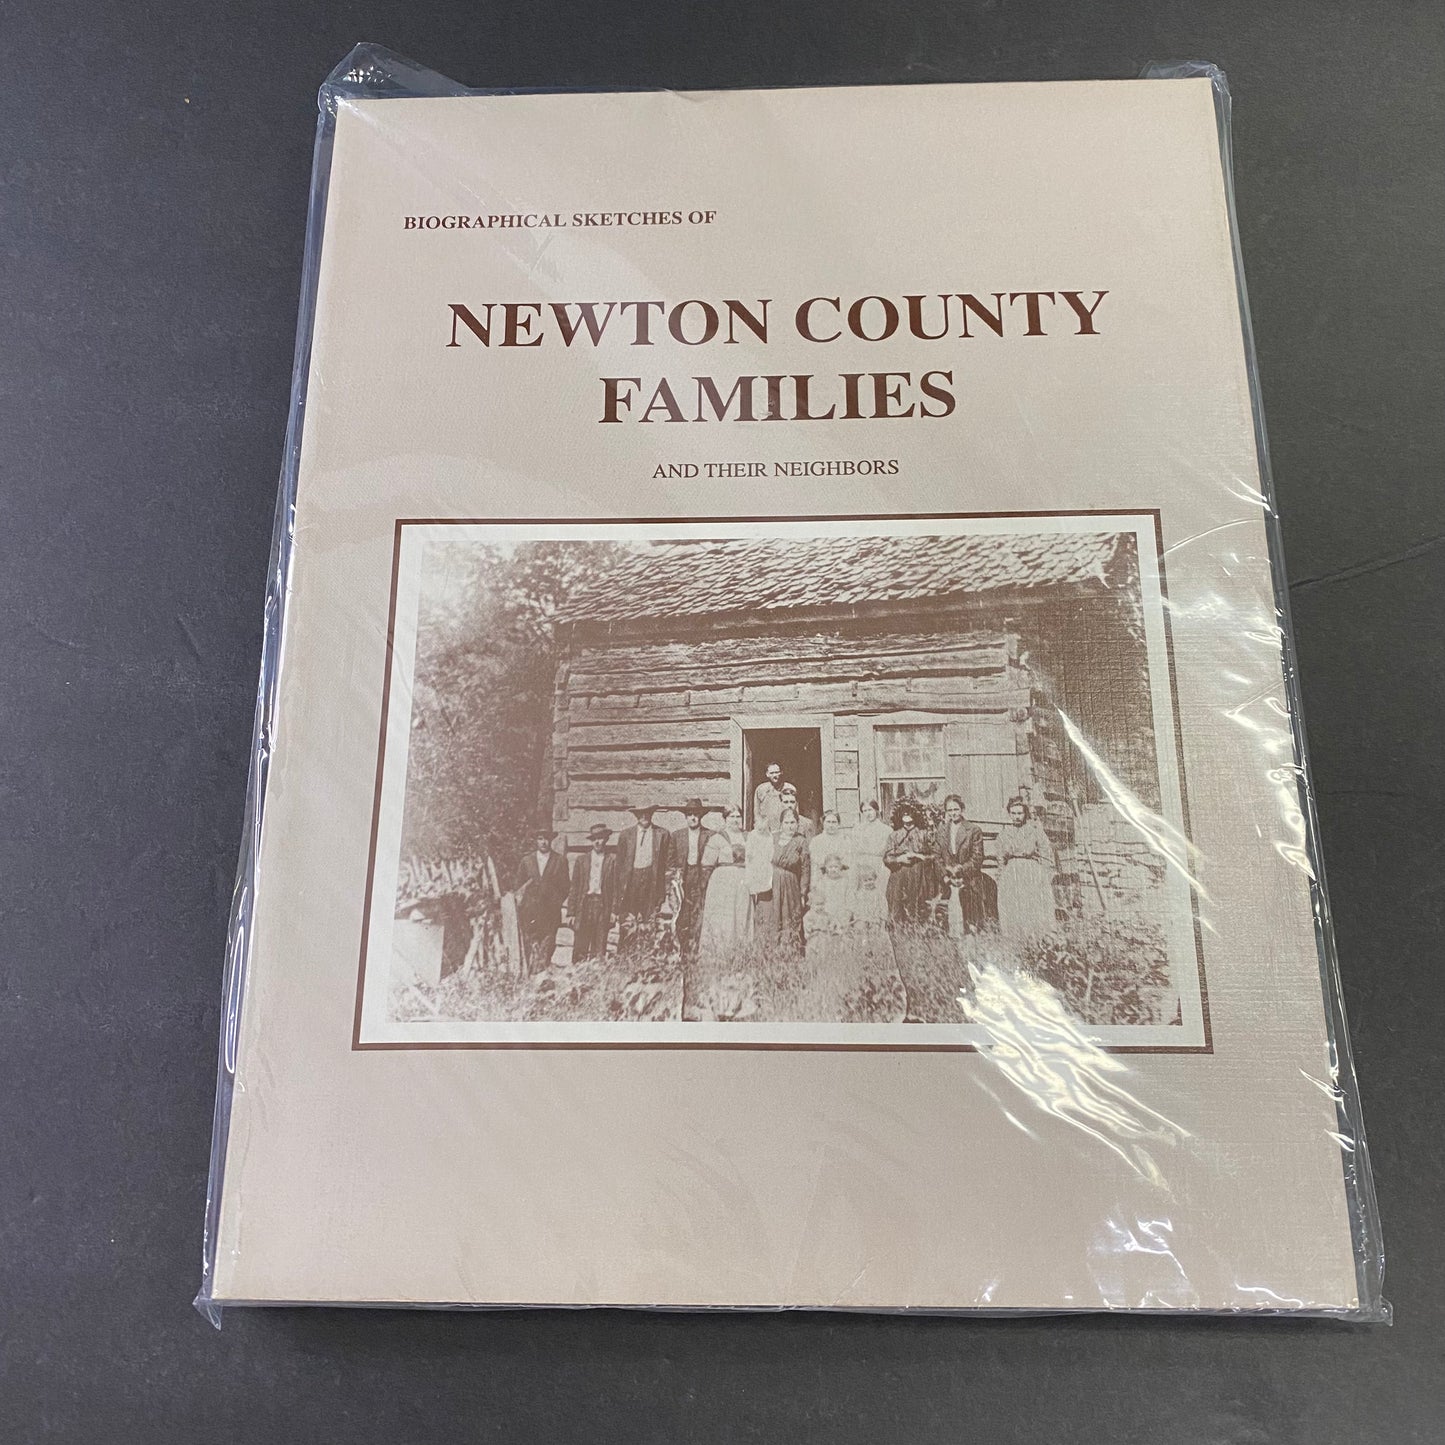 BIOGRAPHICAL SKETCHES OF
NEWTON COUNTY
FAMILIES
AND THEIR NEIGHBORS